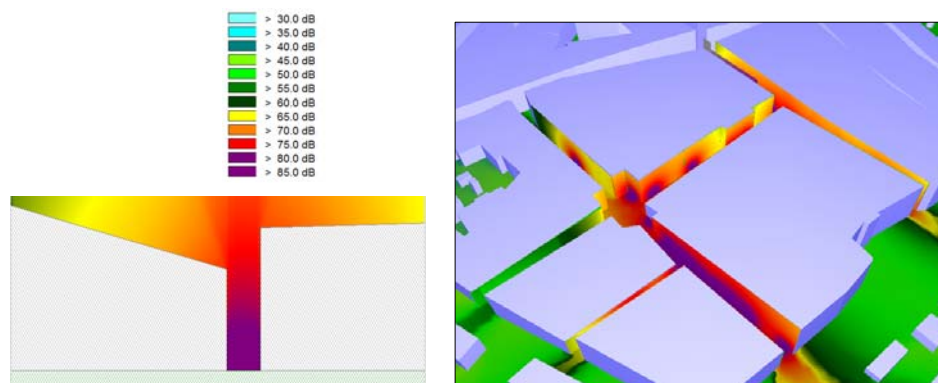 > 30.0 dB
> 35.0 dB
> 40.0 dB
> 45.0 dB
> 50.0 dB
> 55.0 dB
> 60.0 dB
> 65.0 dB
> 70.0 dB
> 75.0 dB
> 80.0 dB
> 85.0 dB